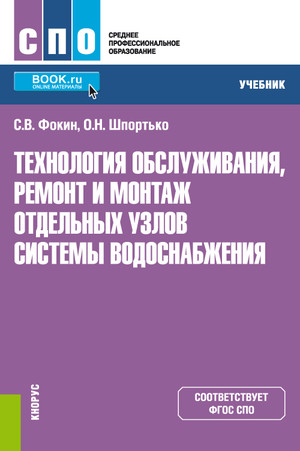 СПО
СРЕДНЕЕ
ПРОФЕССИОНАЛЬНОЕ
ОБРАЗОВАНИЕ
BOOK.ru
ONLINE МАТЕРИАЛЫ
УЧЕБНИК
С.В. Фокин, О.Н. Шпортько
ТЕХНОЛОГИЯ ОБСЛУЖИВАНИЯ,
РЕМОНТ И МОНТАЖ
ОТДЕЛЬНЫХ УЗЛОВ
СИСТЕМЫ ВОДОСНАБЖЕНИЯ
СООТВЕТСТВУЕТ
ФГОС СПО
КНОРУС